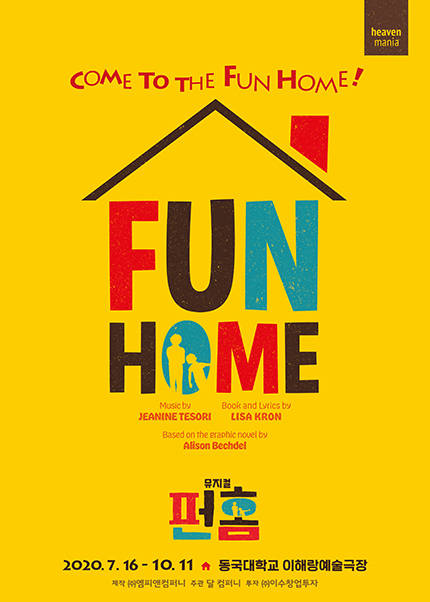 heaven
mania
COME TO THE FUN HOME!
FUN
HOME
Music by Book and Lyrics by
JEANINE TESORI LISA KRON
Based on the graphic novel by
Alison Bechdel
뮤지컬
펀홈
2020. 7. 16 - 10. 11 동국대학교 이해랑예술극장
제작 ㈜엠피앤컴퍼니 주관 달 컴퍼니 투자 ㈜이수창업투자